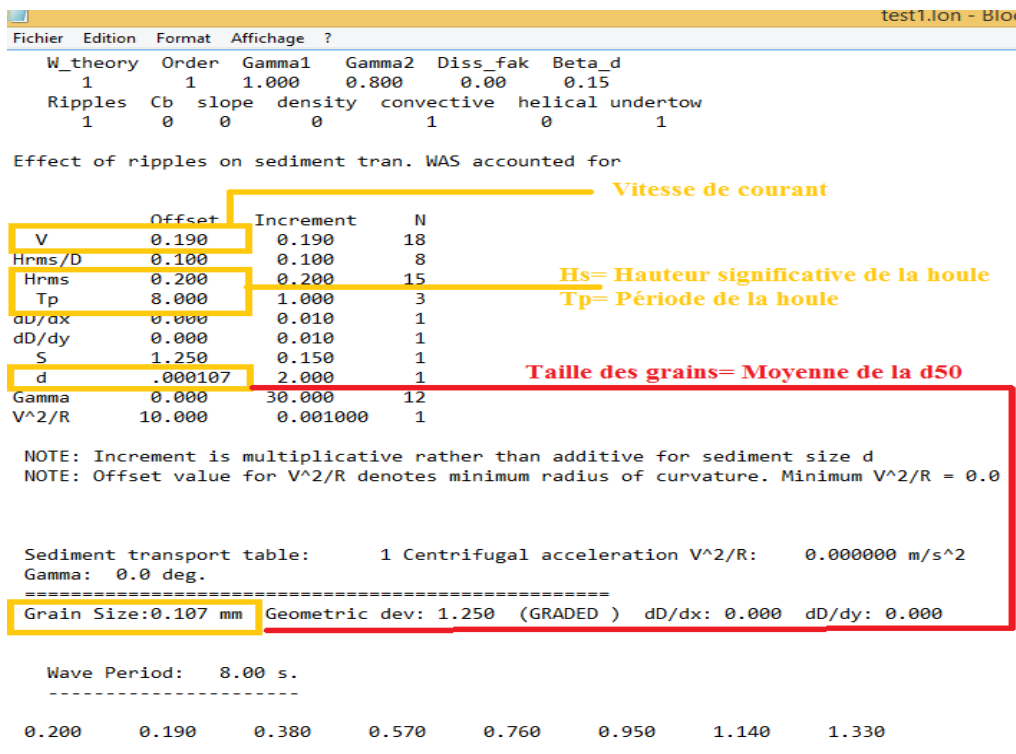 test1.lon - Blo
Fichier Edition Format Affichage ?
W_theory Order Gamma1 Gamma2 Diss_fak Beta_d
1 1 1.000 0.800 0.00 0.15
Ripples Cb slope density convective helical undertow
1 0 0 0 1 0 1
Effect of ripples on sediment tran. WAS accounted for
Vitesse de courant
Offset Increment N
V 0.190 0.190 18
Hrms/D 0.100 0.100 8
Hrms 0.200 0.200 15
Hs= Hauteur significative de la houle
Tp 8.000 1.000 3
Tp= Période de la houle
dD/dx 0.000 0.010 1
dD/dy 0.000 0.010 1
S 1.250 0.150 1
d .000107 2.000 1
Taille des grains= Moyenne de la d50
Gamma 0.000 30.000 12
V^2/R 10.000 0.001000 1
NOTE: Increment is multiplicative rather than additive for sediment size d
NOTE: Offset value for V^2/R denotes minimum radius of curvature. Minimum V^2/R = 0.0
Sediment transport table: 1 Centrifugal acceleration V^2/R: 0.000000 m/s^2
Gamma: 0.0 deg.
============================================================
Grain Size:0.107 mm Geometric dev: 1.250 (GRADED ) dD/dx: 0.000 dD/dy: 0.000
Wave Period: 8.00 s.
----------------------
0.200 0.190 0.380 0.570 0.760 0.950 1.140 1.330